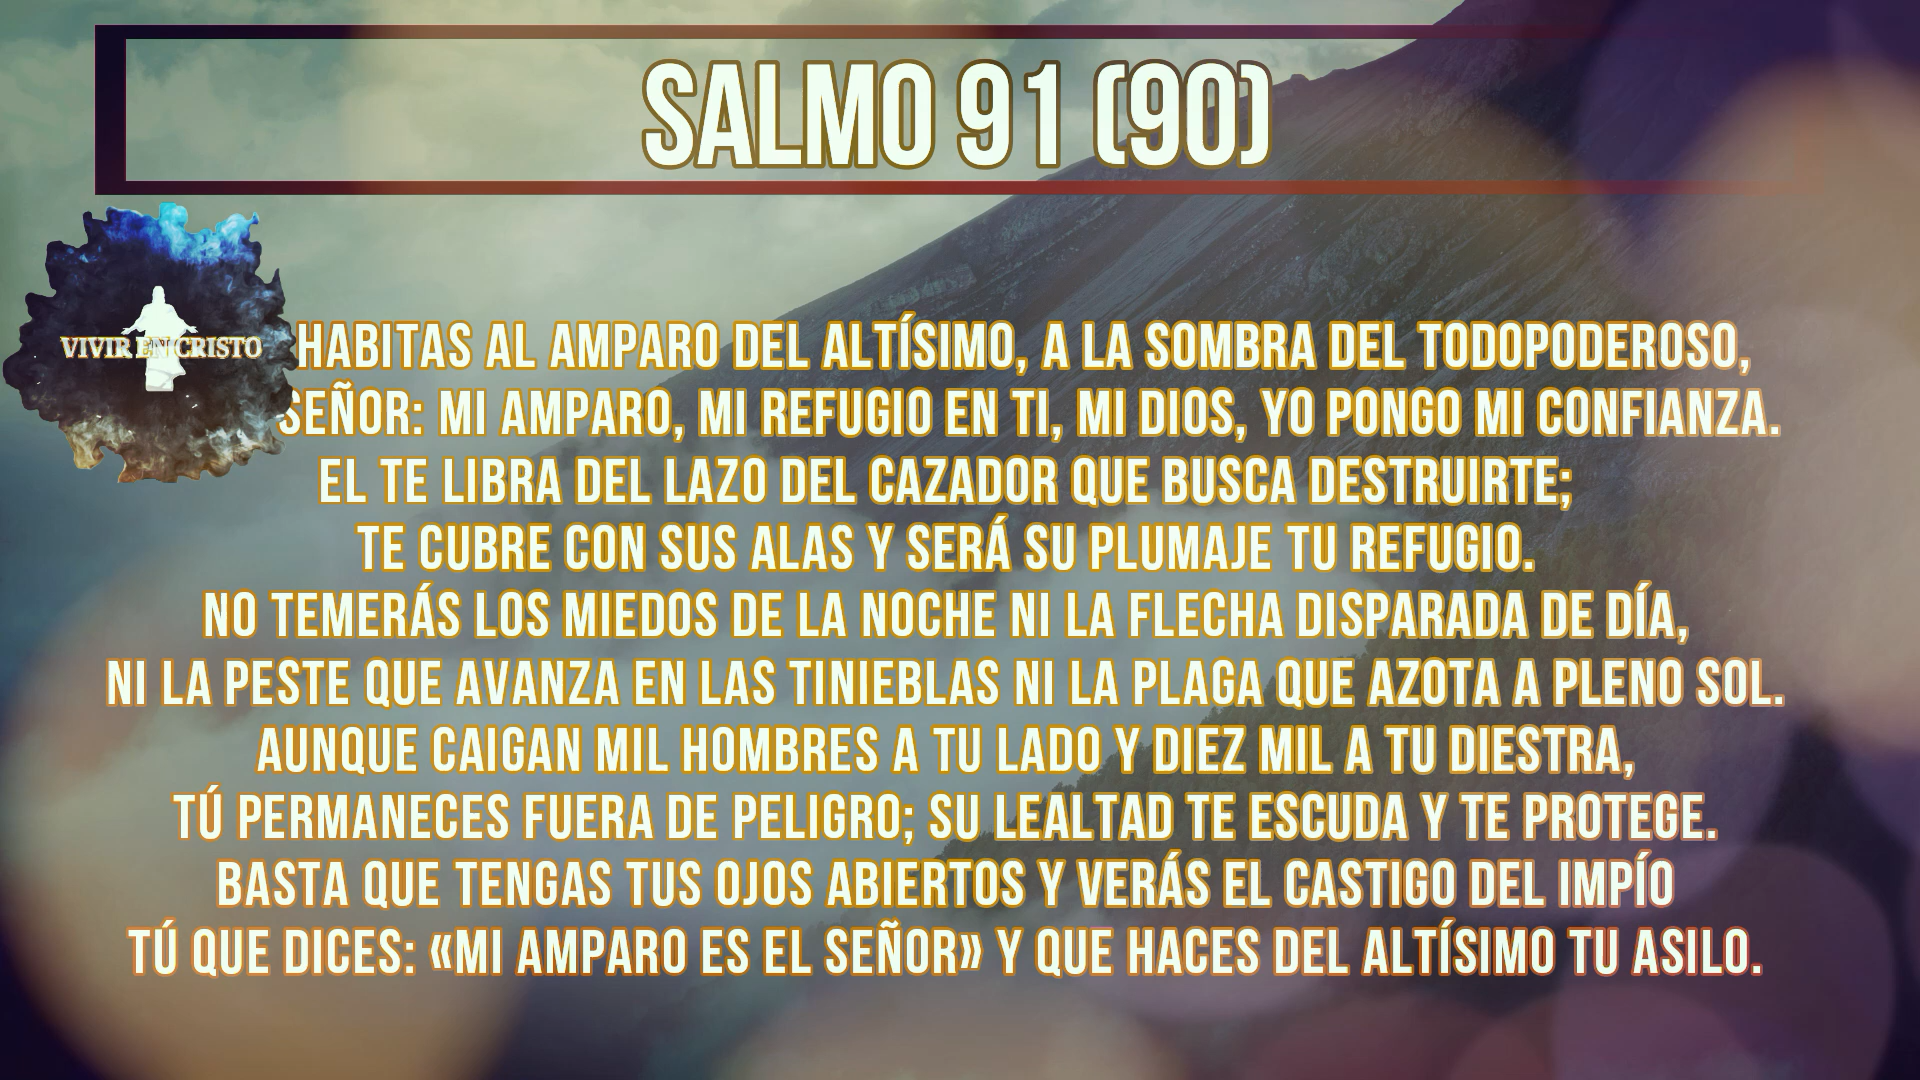 SALMO 91 (90)
VIVIR EN CRISTO
HABITAS AL AMPARO DEL ALTÍSIMO, A LA SOMBRA DEL TODOPODEROSO,
SEÑOR: MI AMPARO, MI REFUGIO EN TI, MI DIOS, YO PONGO MI CONFIANZA.
EL TE LIBRA DEL LAZO DEL CAZADOR QUE BUSCA DESTRUIRTE;
TE CUBRE CON SUS ALAS Y SERÁ SU PLUMAJE TU REFUGIO.
NO TEMERÁS LOS MIEDOS DE LA NOCHE NI LA FLECHA DISPARADA DE DÍA,
NI LA PESTE QUE AVANZA EN LAS TINIEBLAS NI LA PLAGA QUE AZOTA A PLENO SOL.
AUNQUE CAIGAN MIL HOMBRES A TU LADO Y DIEZ MIL A TU DIESTRA,
TÚ PERMANECES FUERA DE PELIGRO; SU LEALTAD TE ESCUDA Y TE PROTEGE.
BASTA QUE TENGAS TUS OJOS ABIERTOS Y VERÁS EL CASTIGO DEL IMPÍO
TÚ QUE DICES: «MI AMPARO ES EL SEÑOR» Y QUE HACES DEL ALTÍSIMO TU ASILO.